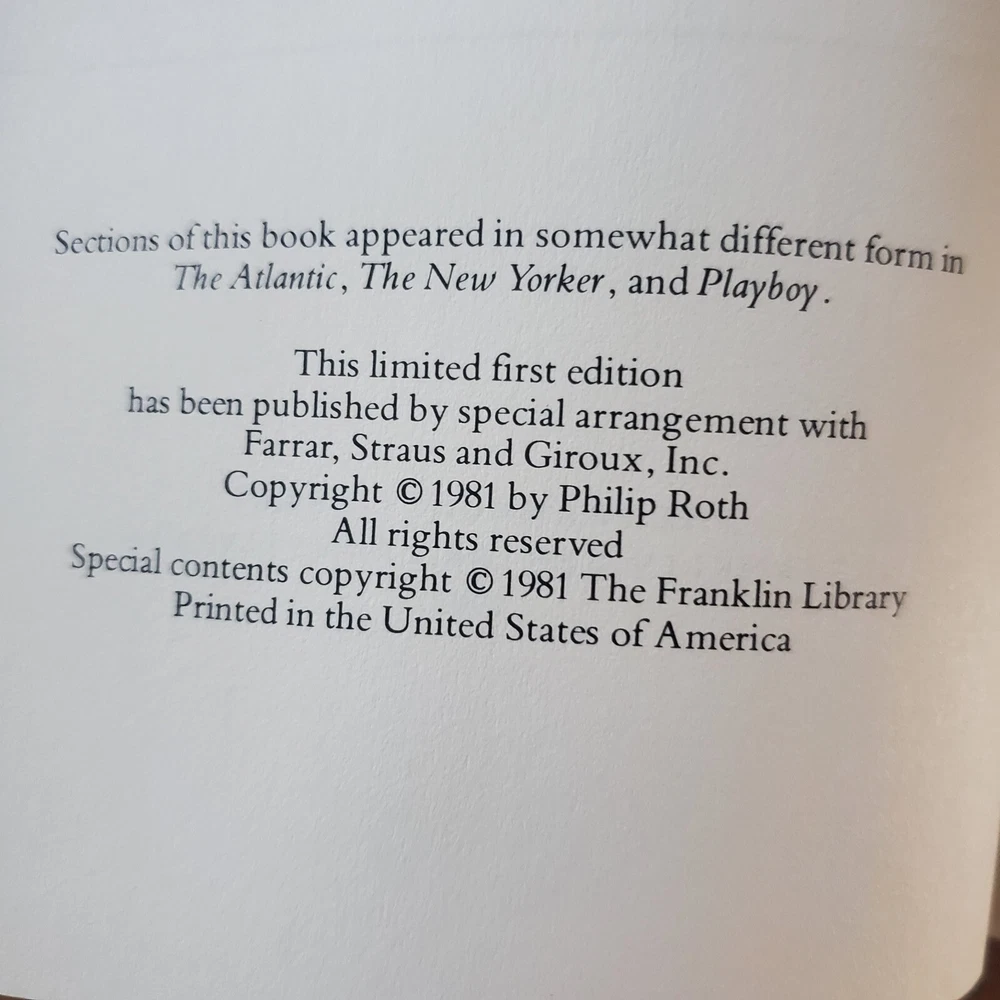 Sections of this book appeared in somewhat different form in
The Atlantic, The New Yorker, and Playboy.
This limited first edition
has been published by special arrangement with
Farrar, Straus and Giroux, Inc.
Copyright © 1981 by Philip Roth
All rights reserved
Special contents copyright © 1981 The Franklin Library
Printed in the United States of America